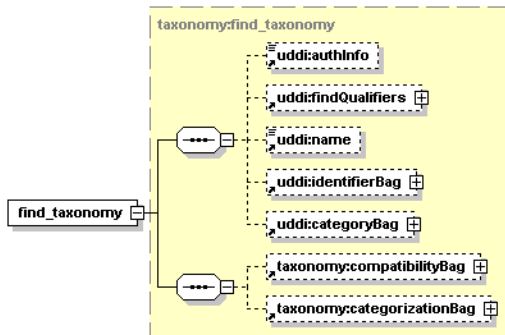 taxonomy:find_taxonomy
uddi:authInfo
uddi:findQualifiers
uddi:name
uddi:identifierBag
find_taxonomy
uddi:categoryBag
taxonomy:compatibilityBag
taxonomy:categorizationBag